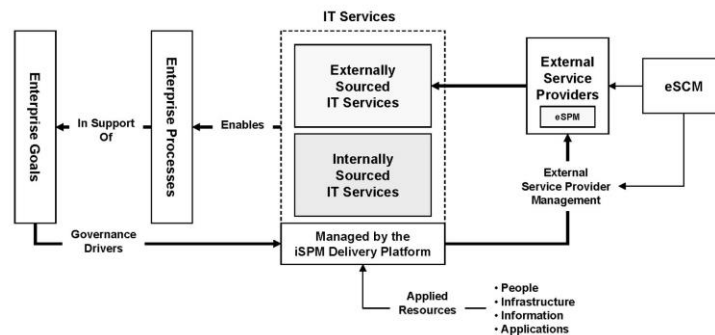 IT Services
Enterprise Goals
In Support
Of
Enterprise Processes
Enables
Externally
Sourced
IT Services
Internally
Sourced
IT Services
Managed by the
iSPM Delivery Platform
External
Service
Providers
eSPM
eSCM
External
Service Provider
Management
Governance
Drivers
Applied
Resources
• People
• Infrastructure
• Information
• Applications